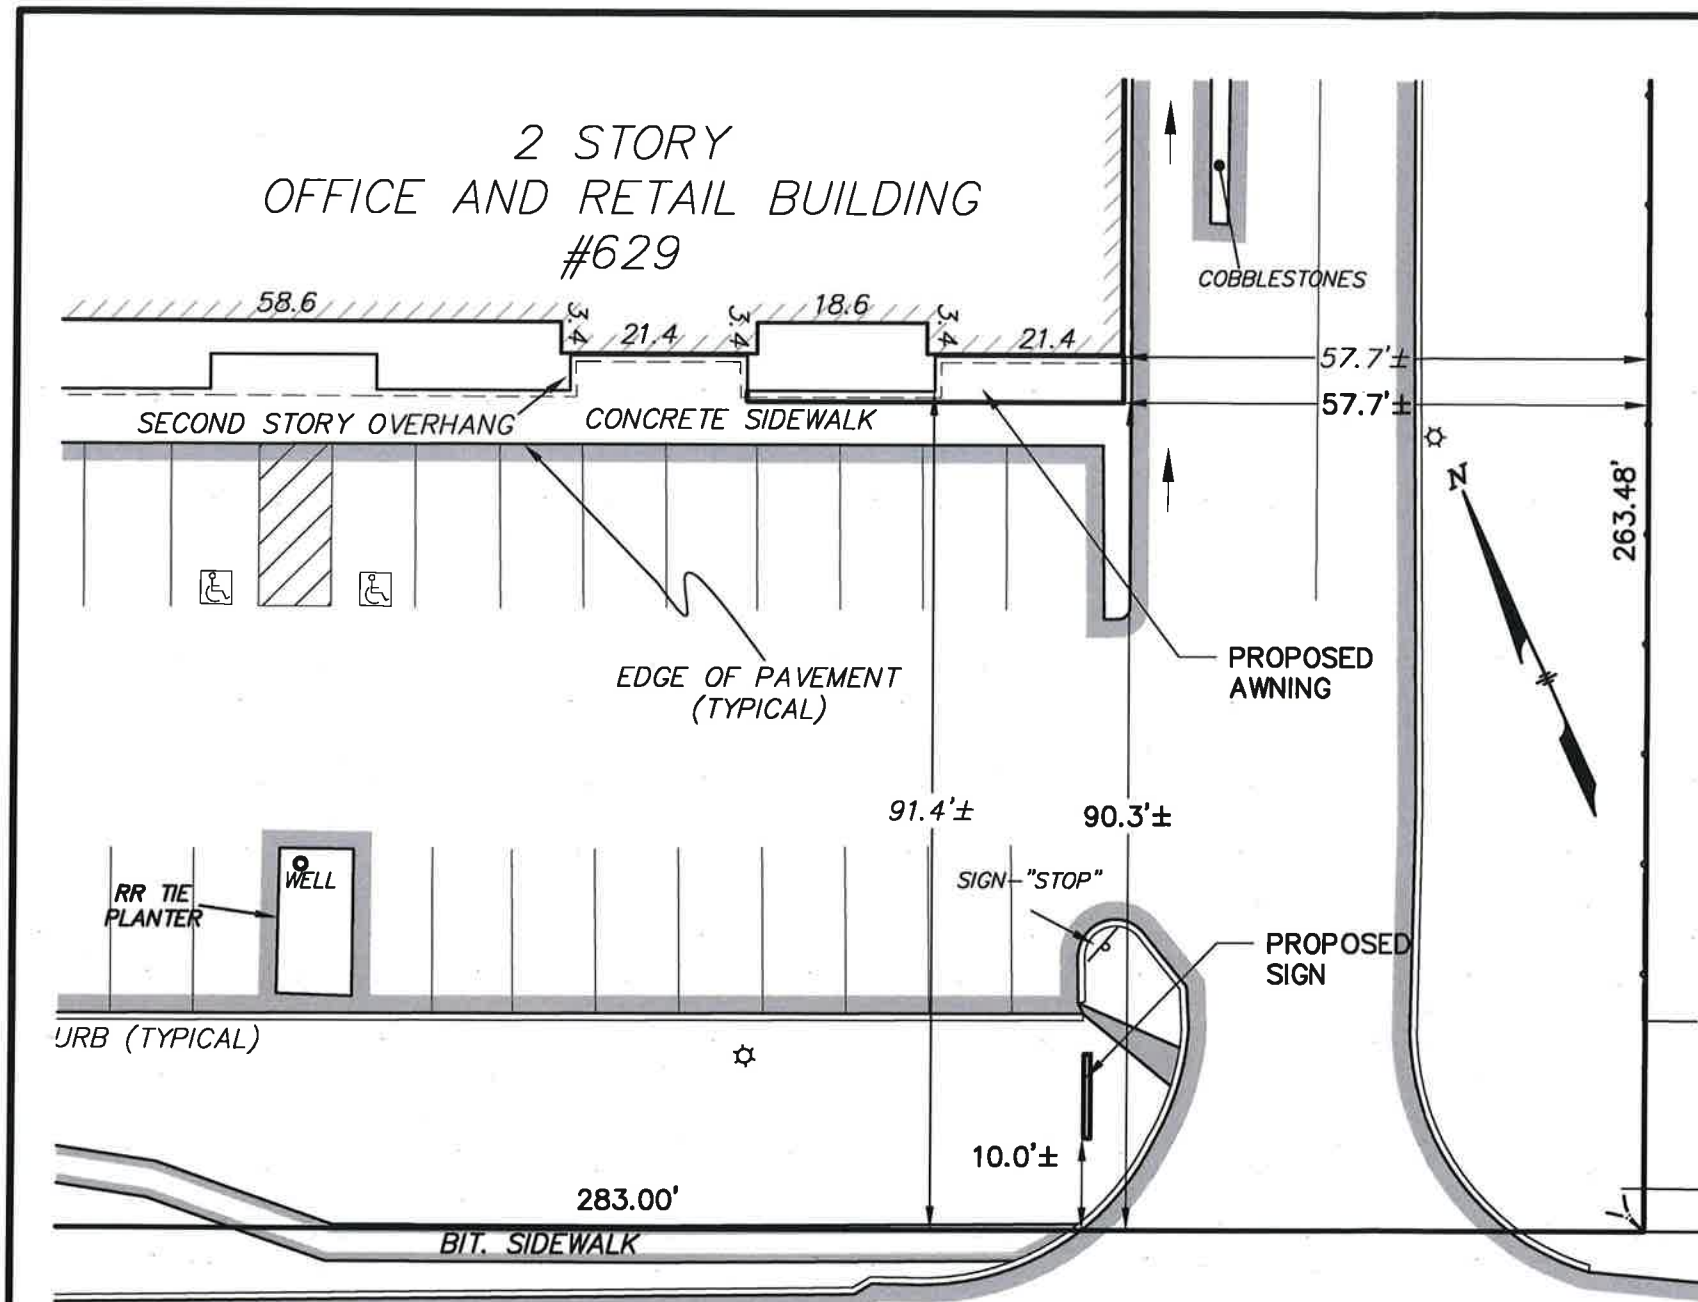 2 STORY
OFFICE AND RETAIL BUILDING
#629
COBBLESTONES
58.6
3.4
21.4
3.4
18.6
3.4
21.4
57.7'±
57.7'±
SECOND STORY OVERHANG
CONCRETE SIDEWALK
N
263.48'
EDGE OF PAVEMENT
(TYPICAL)
PROPOSED
AWNING
91.4'±
90.3'±
WELL
RR TIE
PLANTER
SIGN-"STOP"
PROPOSED
SIGN
URB (TYPICAL)
10.0'±
283.00'
BIT. SIDEWALK